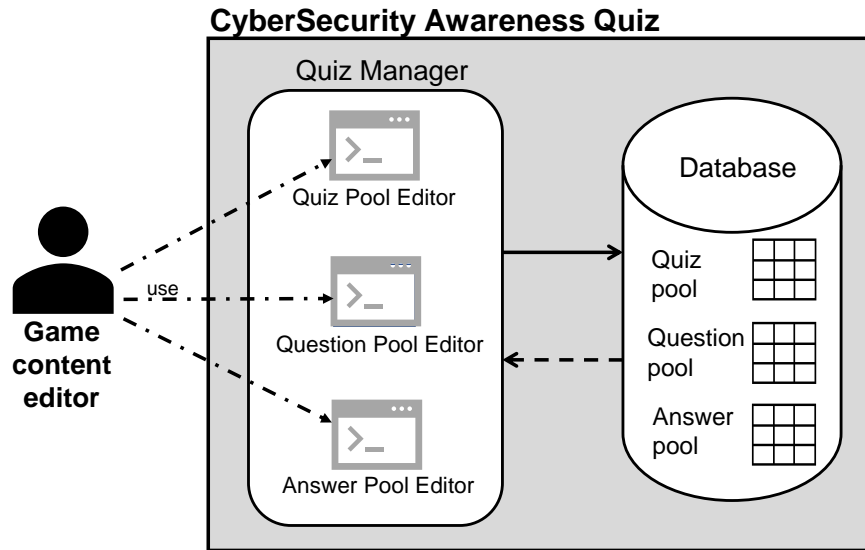 CyberSecurity Awareness Quiz
Quiz Manager
Quiz Pool Editor
use
Question Pool Editor
Answer Pool Editor
Game
content
editor
Database
Quiz
pool
Question
pool
Answer
pool